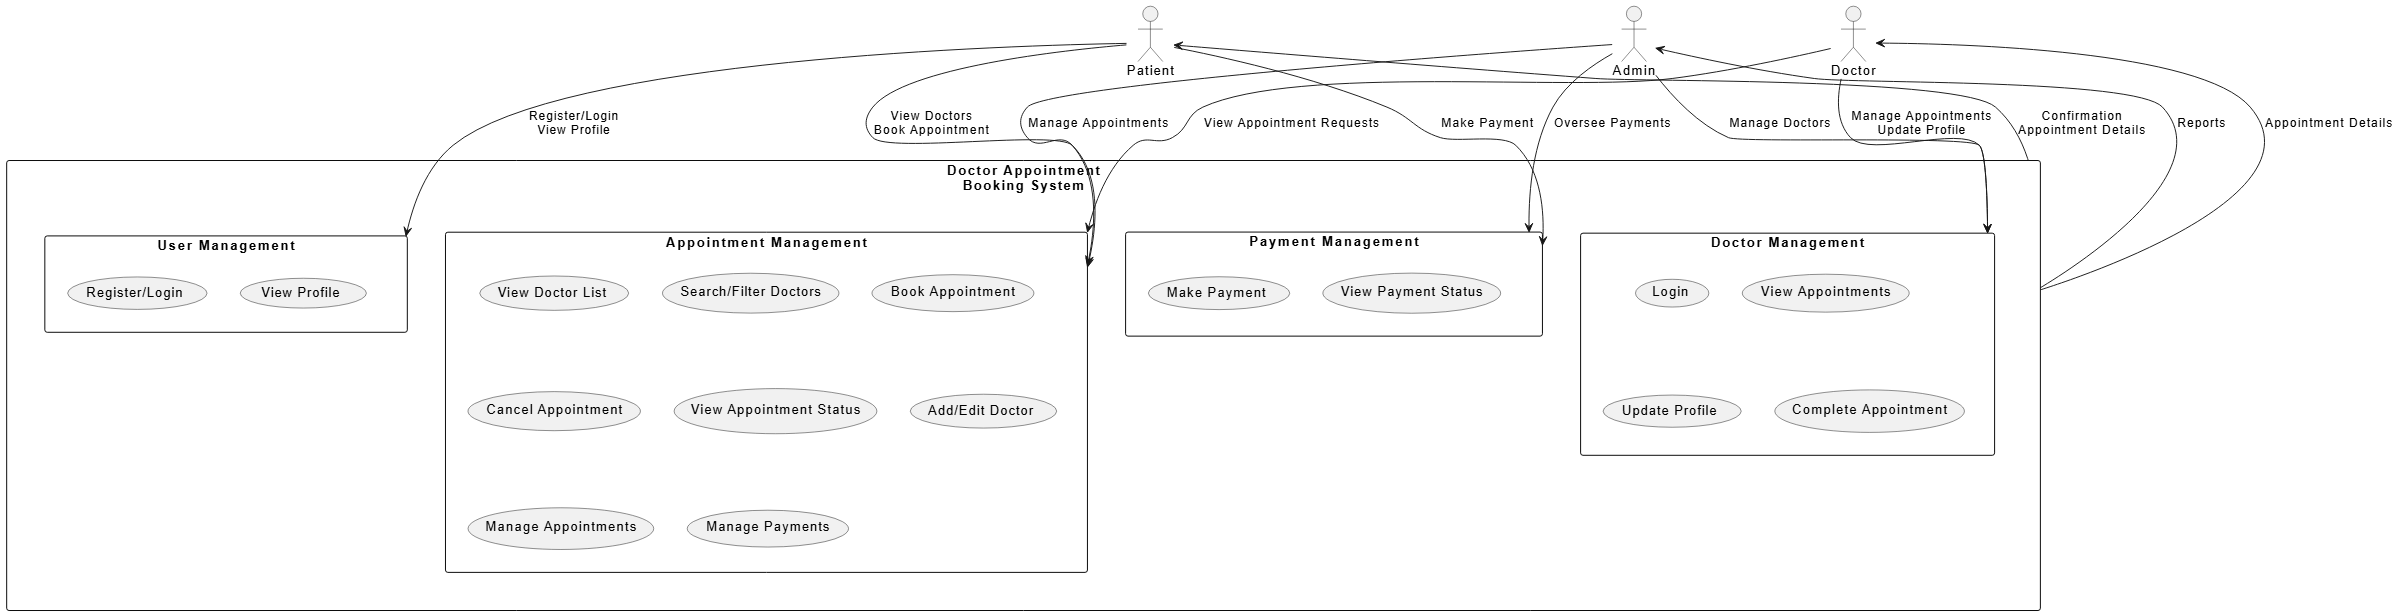 Patient
Admin
Doctor
Register/Login
View Profile
View Doctors
Book Appointment
Manage Appointments
View Appointment Requests
Make Payment
Oversee Payments
Manage Doctors
Manage Appointments
Update Profile
Confirmation
Appointment Details
Reports
Appointment Details
Doctor Appointment
Booking System
User Management
Register/Login
View Profile
Appointment Management
View Doctor List
Search/Filter Doctors
Book Appointment
Cancel Appointment
View Appointment Status
Add/Edit Doctor
Manage Appointments
Manage Payments
Payment Management
Make Payment
View Payment Status
Doctor Management
Login
View Appointments
Update Profile
Complete Appointment